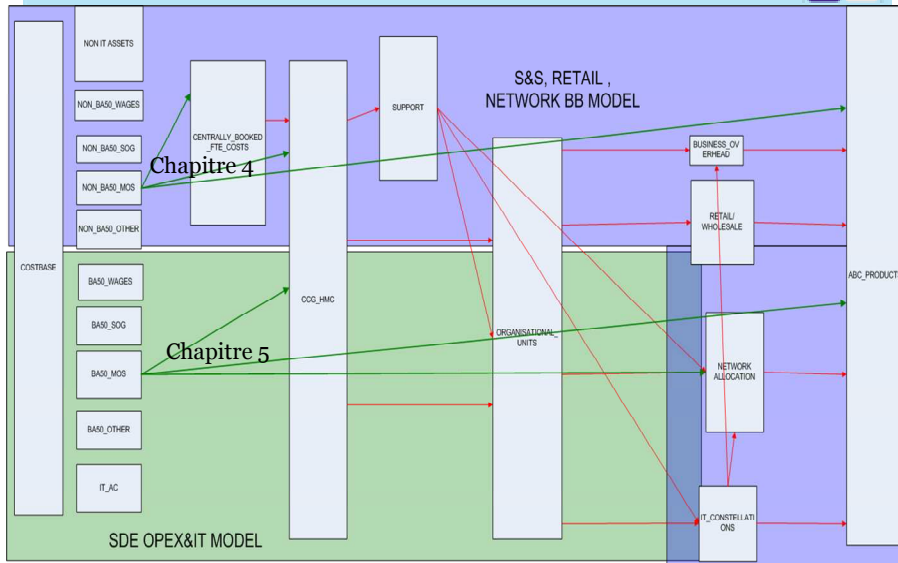 NON IT ASSETS
S&S, RETAIL ,
NETWORK BB MODEL
NON_BA50_WAGES
SUPPORT
CENTRALLY_BOOKED
_FTE_COSTS
NON_BA50_SOG
BUSINESS_OV
ERHEAD
Chapitre 4
NON_BA50_MOS
RETAIL/
WHOLESALE
NON_BA50_OTHER
COSTBASE
BA50_WAGES
ABC_PRODUCT
CCG_HMC
BA50_SOG
ORGANISATIONAL_
UNITS
Chapitre 5
BA50_MOS
NETWORK
ALLOCATION
BA50_OTHER
IT_AC
IT_CONSTELLATI
ONS
SDE OPEX&IT MODEL